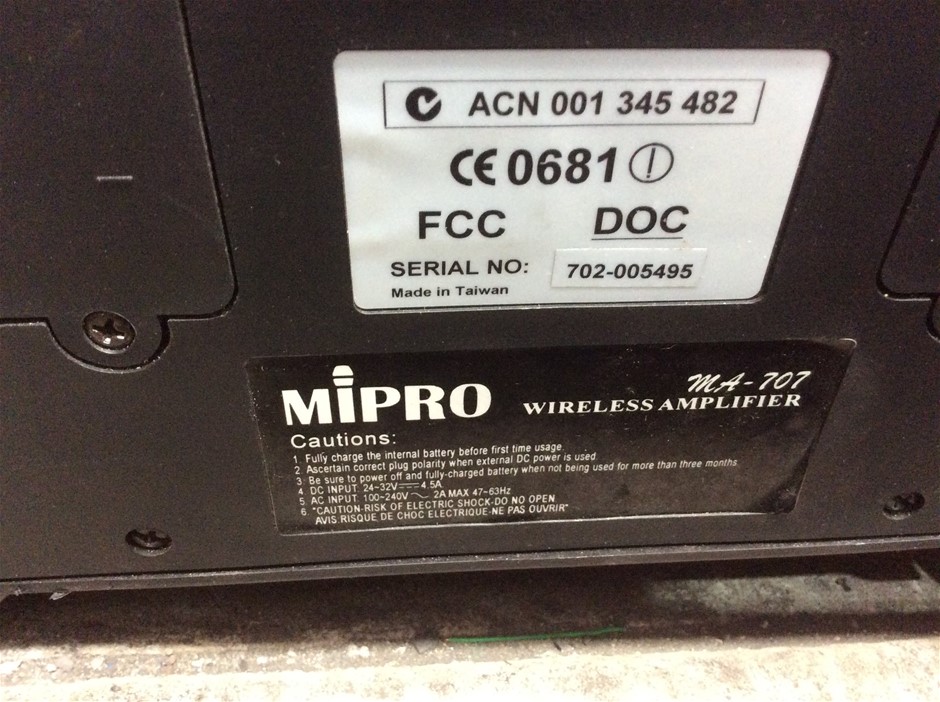 ACN 001 345 482
CE 0681
FCC DOC
SERIAL NO: 702-005495
Made in Taiwan
MIPRO
MA-707
WIRELESS AMPLIFIER
Cautions:
1. Fully charge the internal battery before first time usage.
2. Ascertain correct plug polarity when external DC power is used.
3. Be sure to power off and fully-charged battery when not being used for more than three months.
4. DC INPUT: 24-32V⎓4.5A
5. AC INPUT: 100-240V~ 2A MAX 47-63Hz
6. "CAUTION-RISK OF ELECTRIC SHOCK-DO NO OPEN
AVIS:RISQUE DE CHOC ELECTRIQUE-NE PAS OUVRIR"